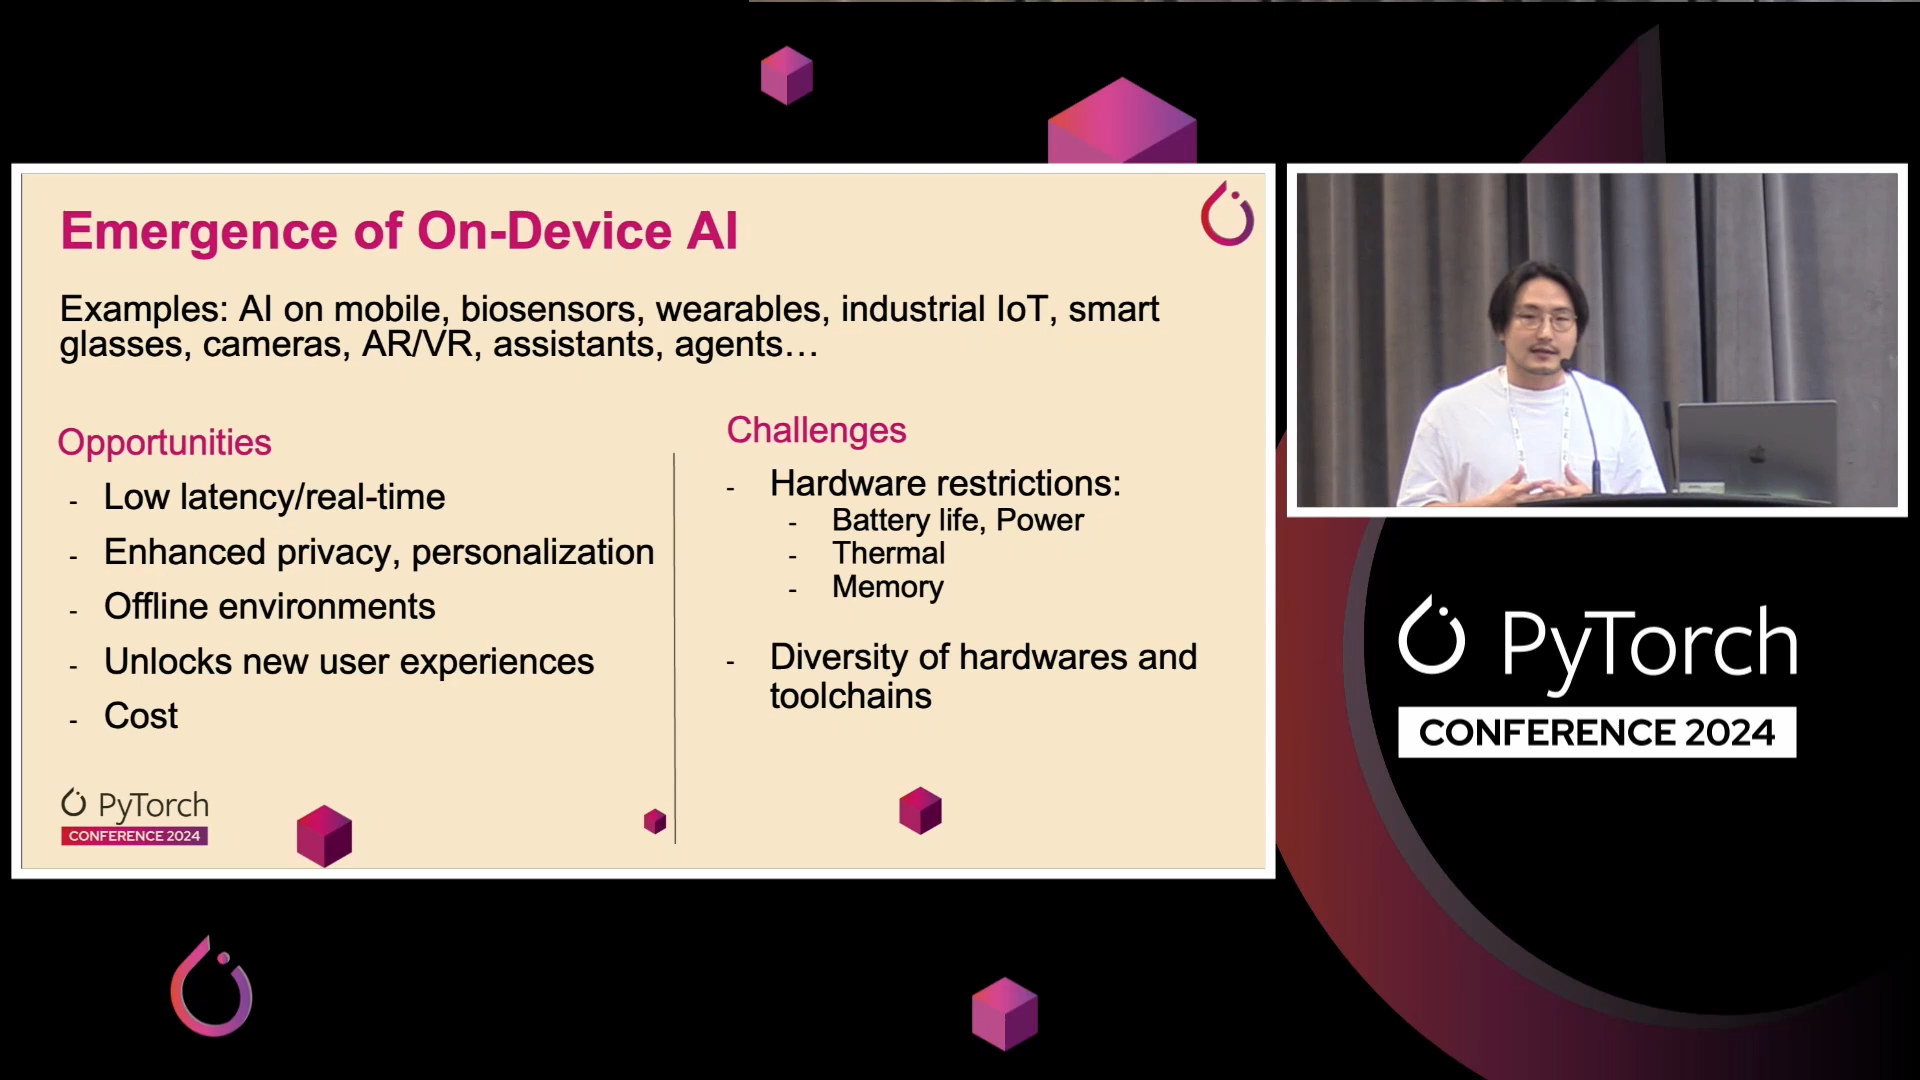 Emergence of On-Device AI
Examples: AI on mobile, biosensors, wearables, industrial IoT, smart
glasses, cameras, AR/VR, assistants, agents…
Opportunities
- Low latency/real-time
- Enhanced privacy, personalization
- Offline environments
- Unlocks new user experiences
- Cost
Challenges
- Hardware restrictions:
- Battery life, Power
- Thermal
- Memory
- Diversity of hardwares and
toolchains
PyTorch
CONFERENCE 2024
PyTorch
CONFERENCE 2024